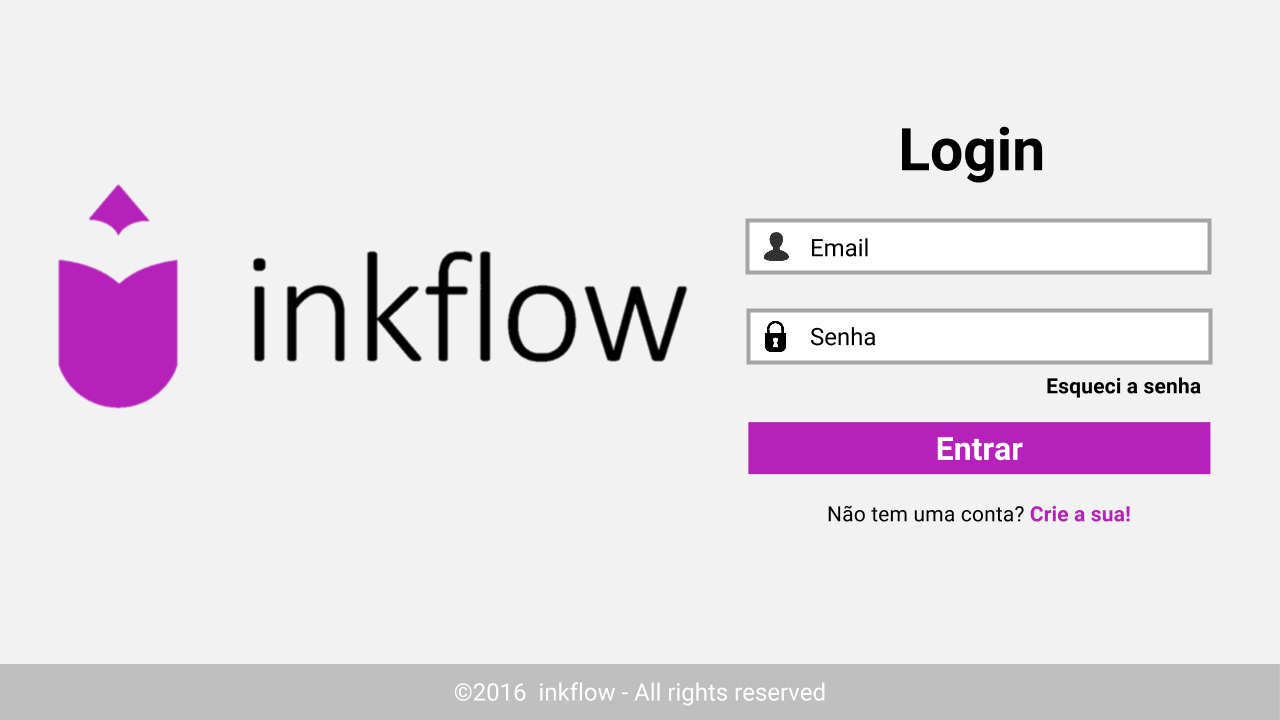 inkflow
Login
Email
Senha
Esqueci a senha
Entrar
Não tem uma conta? Crie a sua!
©2016 inkflow - All rights reserved